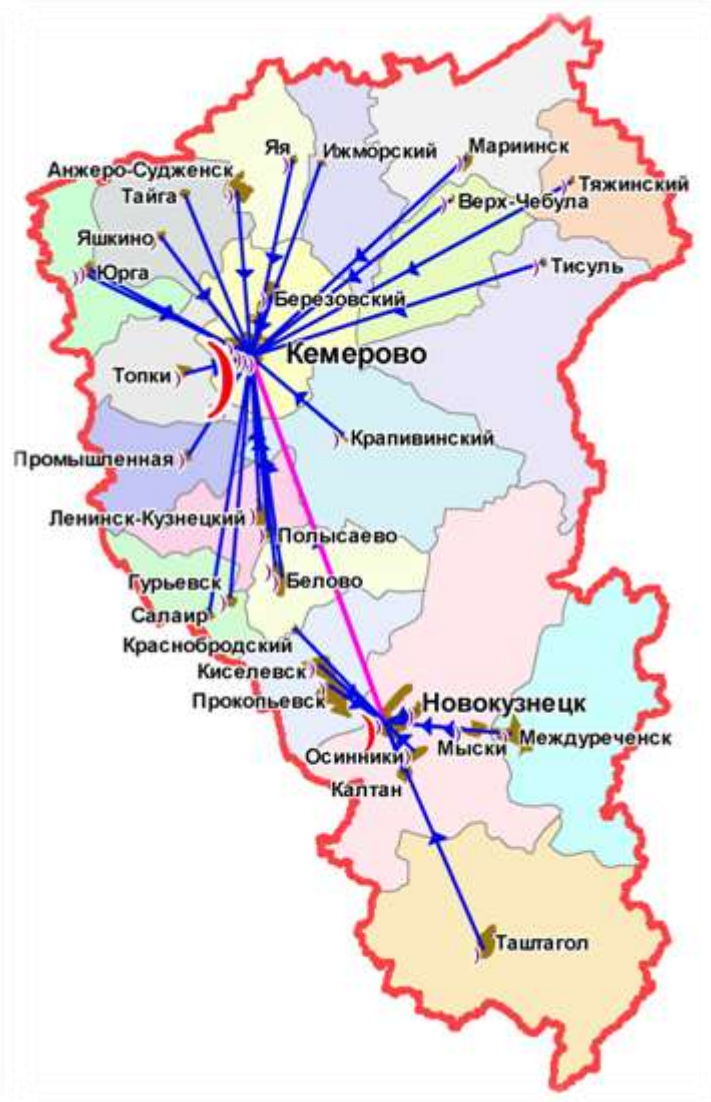 Яя
Ижморский
Мариинск
Анжеро-Судженск
Тайга
Тяжинский
Верх-Чебула
Яшкино
Юрга
Тисуль
Березовский
Кемерово
Топки
Крапивинский
Промышленная
Ленинск-Кузнецкий
Полысаево
Белово
Гурьевск
Салаир
Краснобродский
Киселевск
Прокопьевск
Новокузнецк
Междуреченск
Мыски
Осинники
Калтан
Таштагол